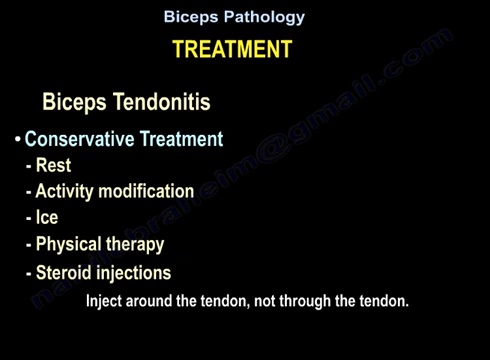 Biceps Pathology
TREATMENT
Biceps Tendonitis
• Conservative Treatment
- Rest
- Activity modification
- Ice
- Physical therapy
- Steroid injections
Inject around the tendon, not through the tendon.